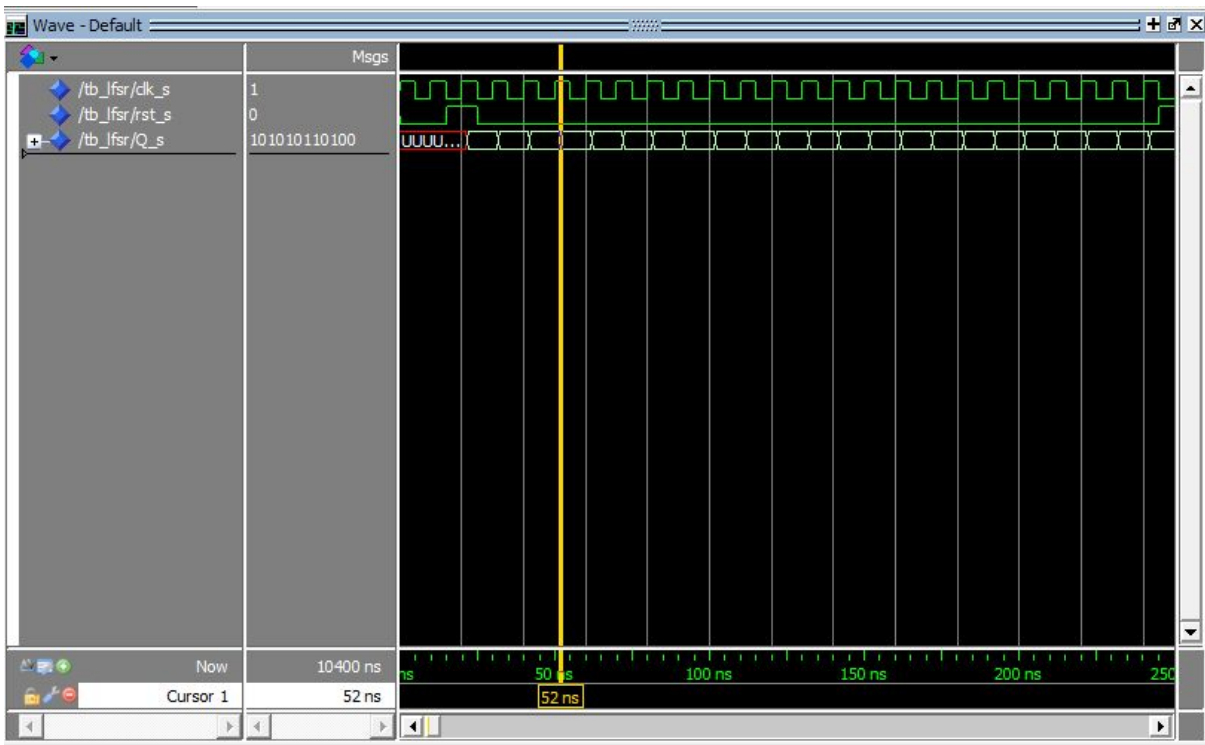 Wave - Default
Msgs
/tb_lfsr/clk_s 1
/tb_lfsr/rst_s 0
/tb_lfsr/Q_s 101010110100 UUUU...
Now 10400 ns ns 50 ns 100 ns 150 ns 200 ns 250
Cursor 1 52 ns 52 ns